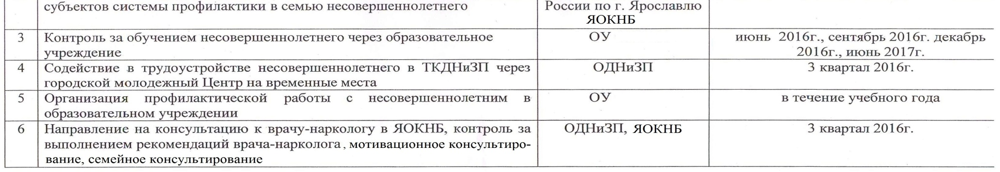 субъектов системы профилактики в семью несовершеннолетнего
России по г. Ярославлю
ЯОКНБ
3
Контроль за обучением несовершеннолетнего через образовательное
учреждение
ОУ
июнь 2016г., сентябрь 2016г. декабрь
2016г., июнь 2017г.
4
Содействие в трудоустройстве несовершеннолетнего в ТКДНиЗП через
городской молодежный Центр на временные места
ОДНиЗП
3 квартал 2016г.
5
Организация профилактической работы с несовершеннолетним в
образовательном учреждении
ОУ
в течение учебного года
6
Направление на консультацию к врачу-наркологу в ЯОКНБ, контроль за
выполнением рекомендаций врача-нарколога, мотивационное консультиро-
вание, семейное консультирование
ОДНиЗП, ЯОКНБ
3 квартал 2016г.